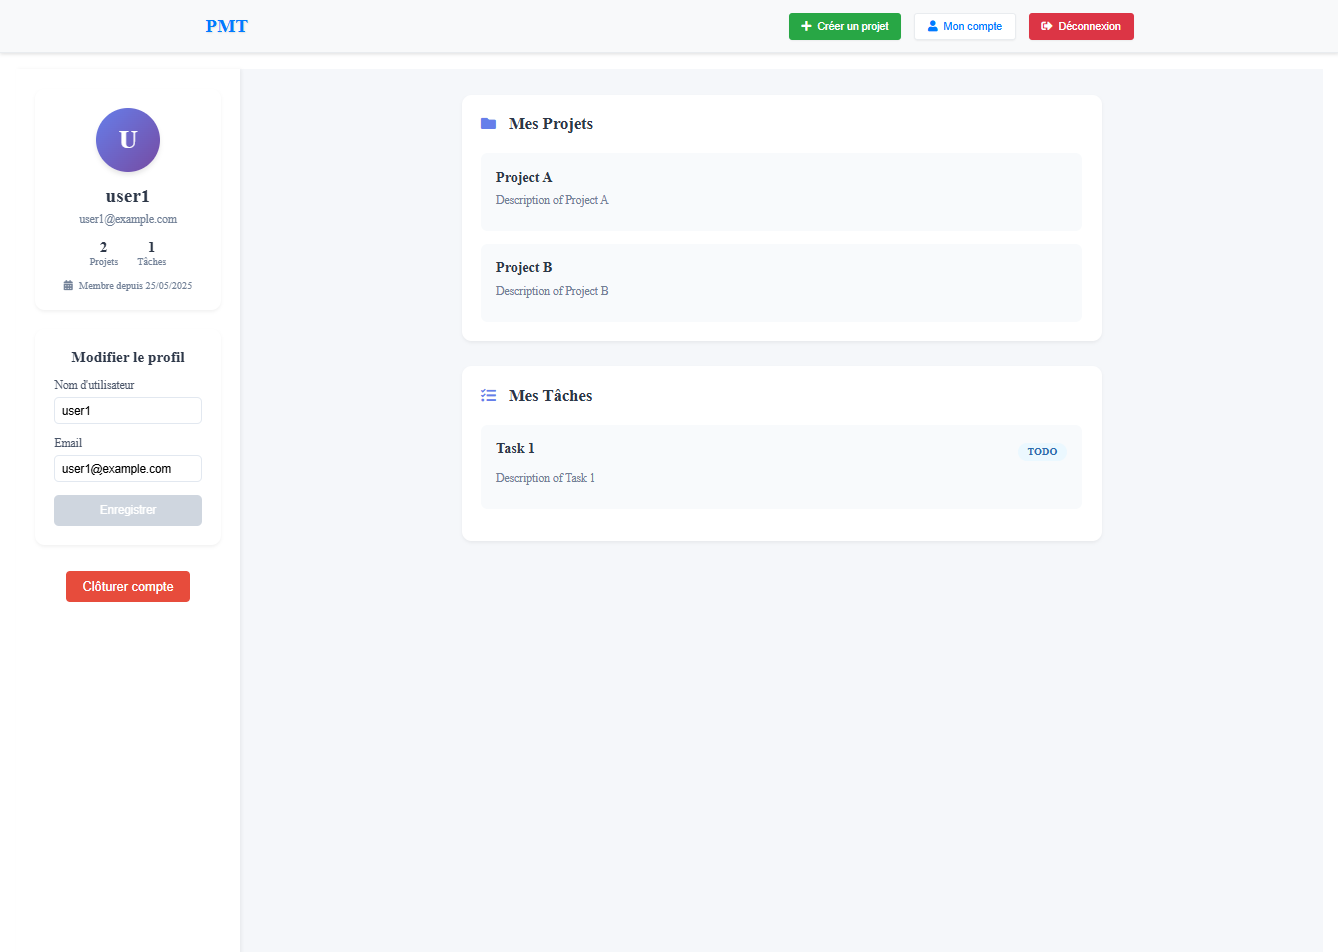 PMT
Créer un projet
Mon compte
Déconnexion
U
user1
user1@example.com
2
Projets
1
Tâches
Membre depuis 25/05/2025
Modifier le profil
Nom d'utilisateur
user1
Email
user1@example.com
Enregistrer
Clôturer compte
Mes Projets
Project A
Description of Project A
Project B
Description of Project B
Mes Tâches
Task 1
TODO
Description of Task 1